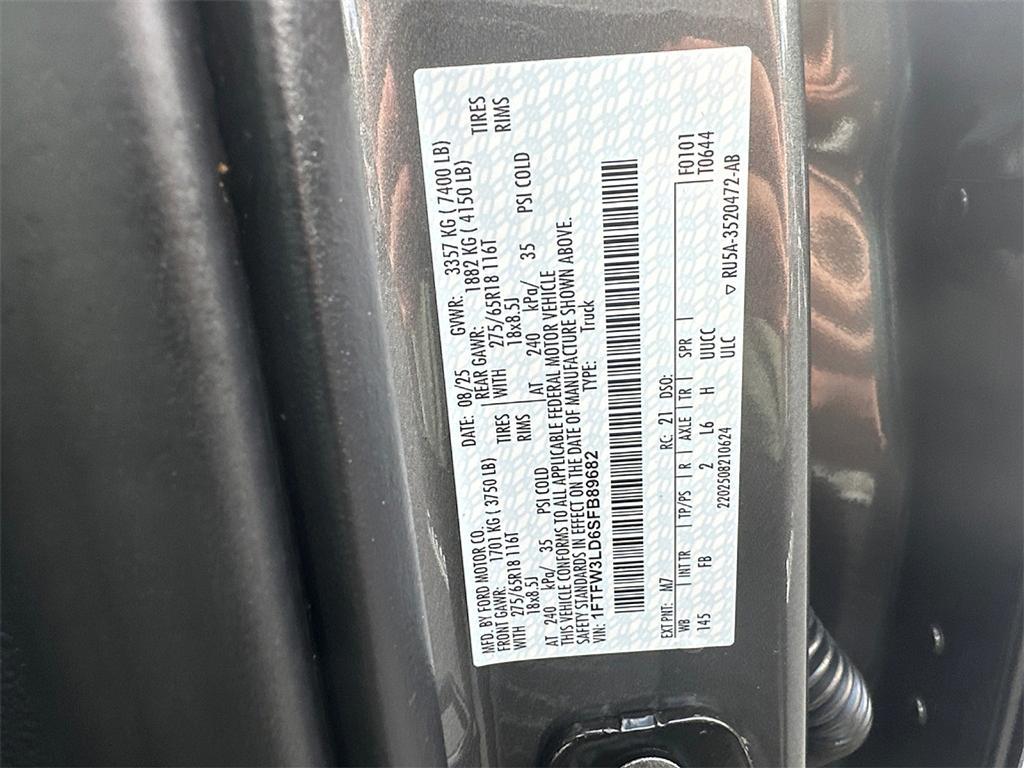 MFD. BY FORD MOTOR CO. DATE: 08/25 GVWR: 3357 KG ( 7400 LB)
FRONT GAWR: 1701 KG ( 3750 LB) REAR GAWR: 1882 KG ( 4150 LB)
WITH 275/65R18 116T TIRES WITH 275/65R18 116T TIRES
18x8.5J RIMS 18x8.5J RIMS
AT 240 kPa/ 35 PSI COLD AT 240 kPa/ 35 PSI COLD
THIS VEHICLE CONFORMS TO ALL APPLICABLE FEDERAL MOTOR VEHICLE
SAFETY STANDARDS IN EFFECT ON THE DATE OF MANUFACTURE SHOWN ABOVE.
VIN: 1FTFW3LD6SFB89682 TYPE: Truck
EXT PNT: M7 RC: 21 DSO: F0101
WB INT TR TP/PS R AXLE TR SPR T0644
145 FB 2 L6 H UUCC ▽ RU5A-3520472-AB
2202508210624 ULC